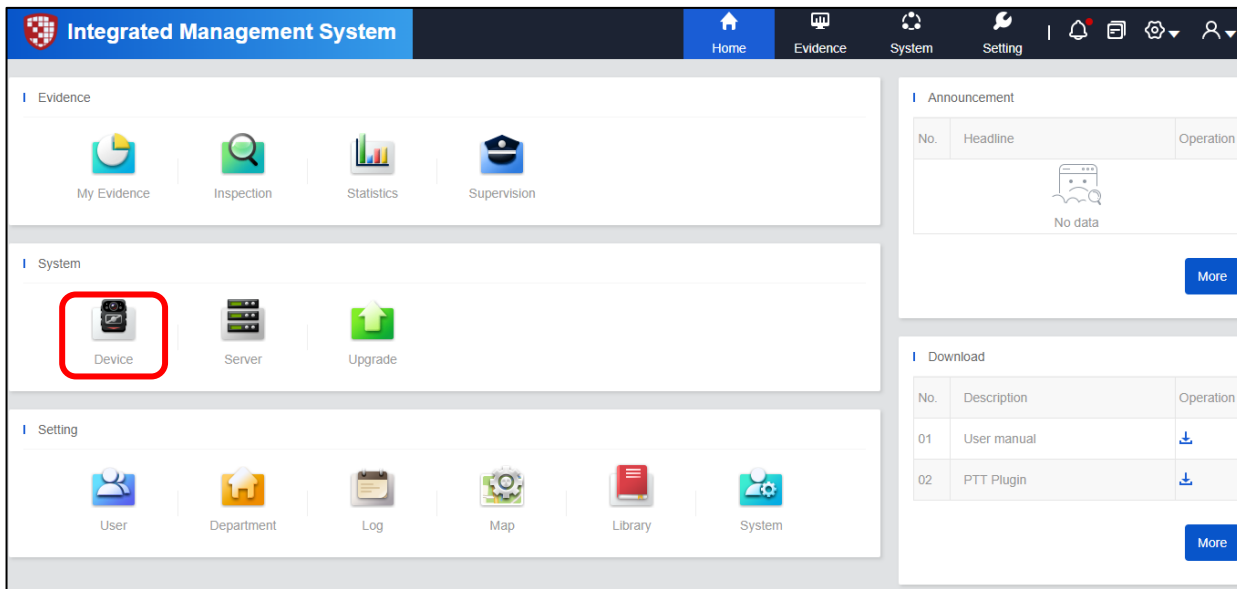 Integrated Management System
Home
Evidence
System
Setting
Evidence
My Evidence
Inspection
Statistics
Supervision
System
Device
Server
Upgrade
Setting
User
Department
Log
Map
Library
System
Announcement
No. Headline Operation
No data
More
Download
No. Description Operation
01 User manual
02 PTT Plugin
More